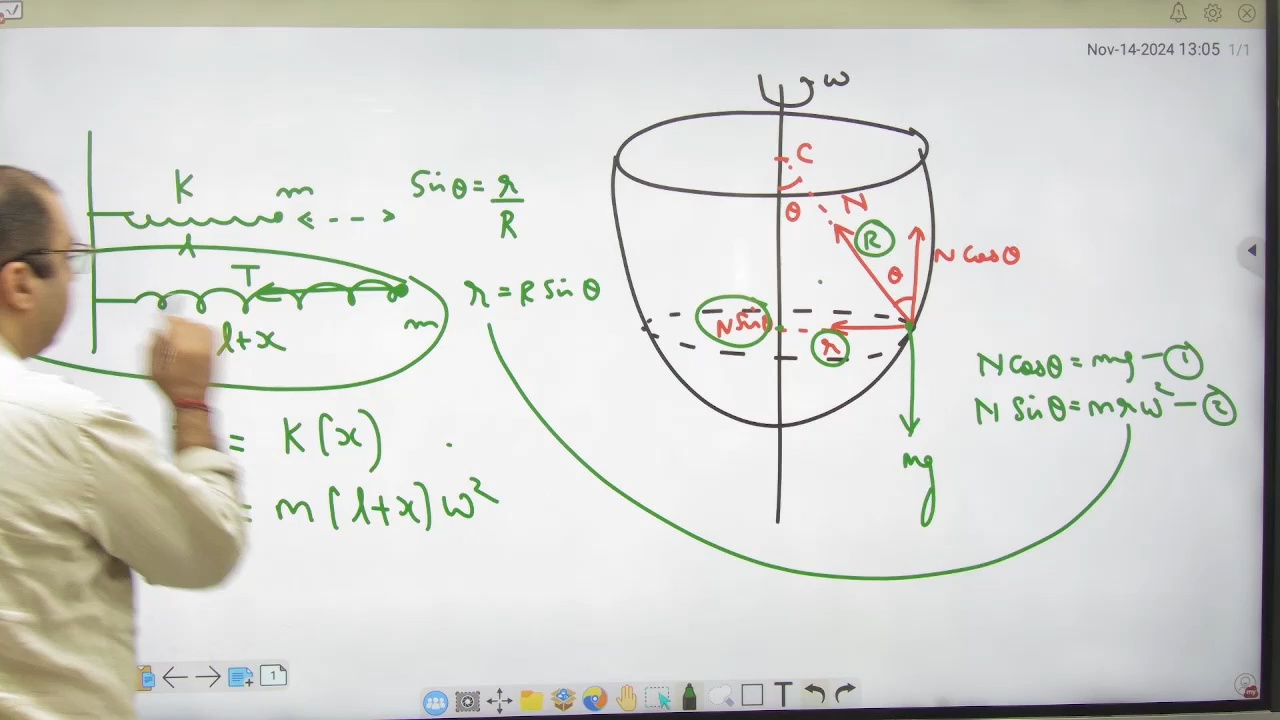 Nov-14-2024 13:05 1/1
ω
K
m
Sinθ = r/R
C
λ
θ
N
R
N Cosθ
T
θ
r = R Sinθ
m
l+x
r
N Cosθ = mg - ①
N Sinθ = mrω² - ②
= K(x)
= m(l+x)ω²
mg
1
T